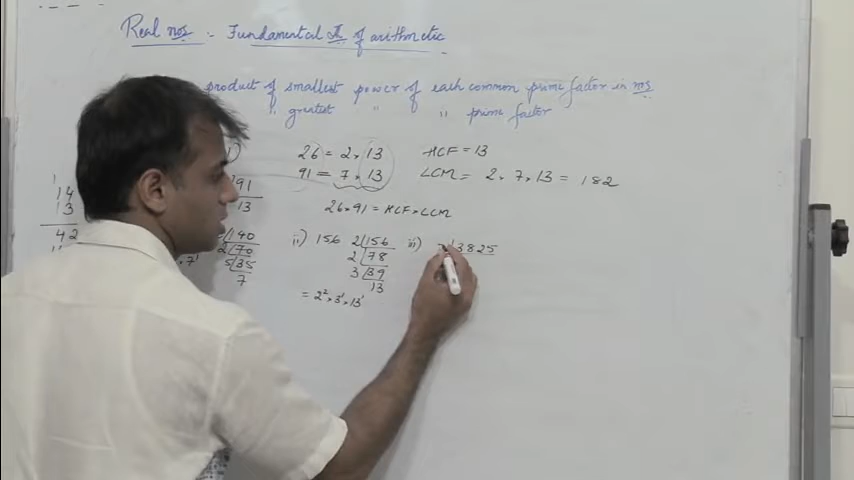 Real nos :- Fundamental Th of arithmetic
product of smallest power of each common prime factor in nos
" greatest " " prime factor
26 = 2 × 13 HCF = 13
91 = 7 × 13 LCM = 2 × 7 × 13 = 182
91
13
14
13
42
26 × 91 = HCF × LCM
140
2 70
5 35
7
ii) 156 2 156
2 78
3 39
13
= 2² × 3¹ × 13¹
iii) 3825